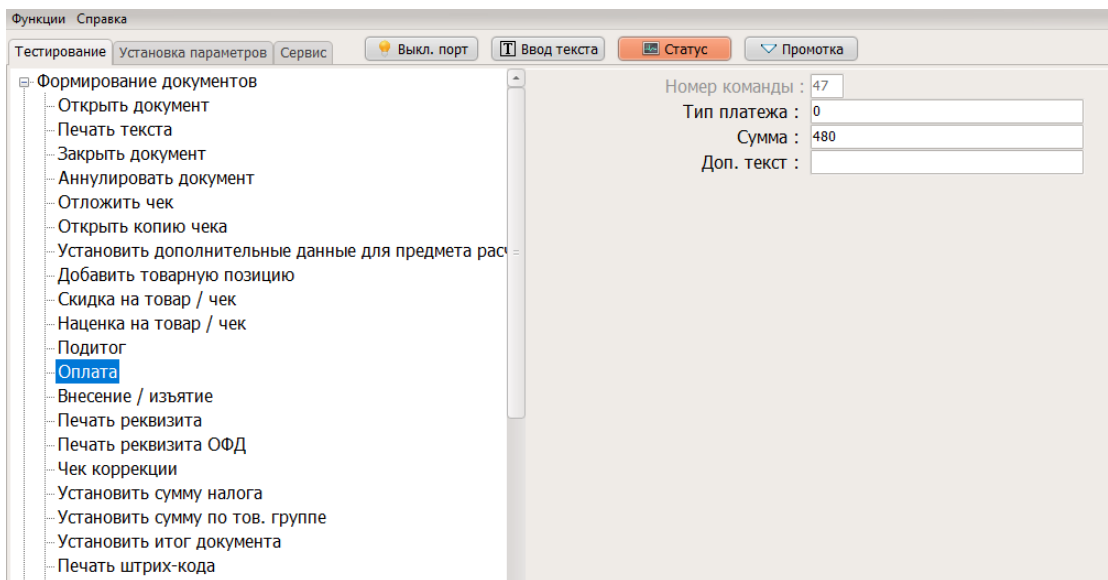 Функции Справка
Тестирование Установка параметров Сервис Выкл. порт Ввод текста Статус Промотка
Формирование документов
Открыть документ
Печать текста
Закрыть документ
Аннулировать документ
Отложить чек
Открыть копию чека
Установить дополнительные данные для предмета рас
Добавить товарную позицию
Скидка на товар / чек
Наценка на товар / чек
Подитог
Оплата
Внесение / изъятие
Печать реквизита
Печать реквизита ОФД
Чек коррекции
Установить сумму налога
Установить сумму по тов. группе
Установить итог документа
Печать штрих-кода
Номер команды : 47
Тип платежа : 0
Сумма : 480
Доп. текст :